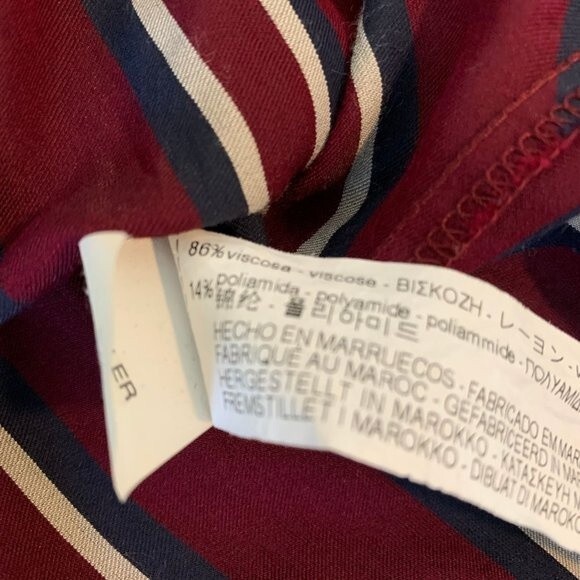 86% viscosa - viscose - ΒΙΣΚΟΖΗ - レーヨン
14% poliamida - polyamide - poliammide - ΠΟΛΥΑΜΙ
錦綸 - 폴리아미드
HECHO EN MARRUECOS - FABRICADO EM MAR
FABRIQUÉ AU MAROC - GEFABRICEERD IN MA
HERGESTELLT IN MAROKKO - ΚΑΤΑΣΚΕΥΗ ΜΑ
FREMSTILLET I MAROKKO - DIBUAT DI MAROKO
ER